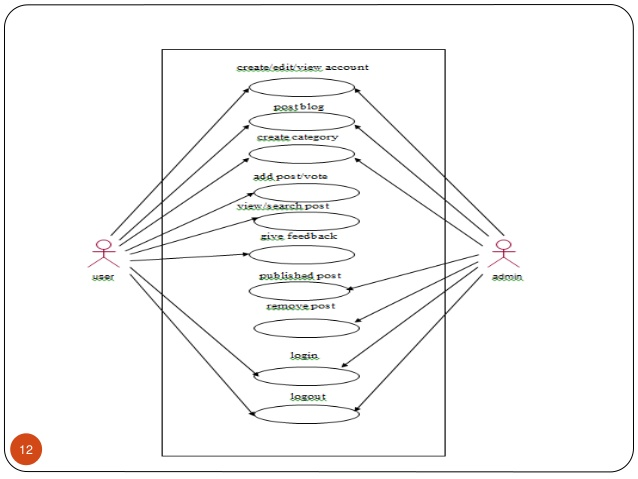 create/edit/view account
post blog
create category
add post/vote
view/search post
give feedback
published post
remove post
login
logout
user
admin
12